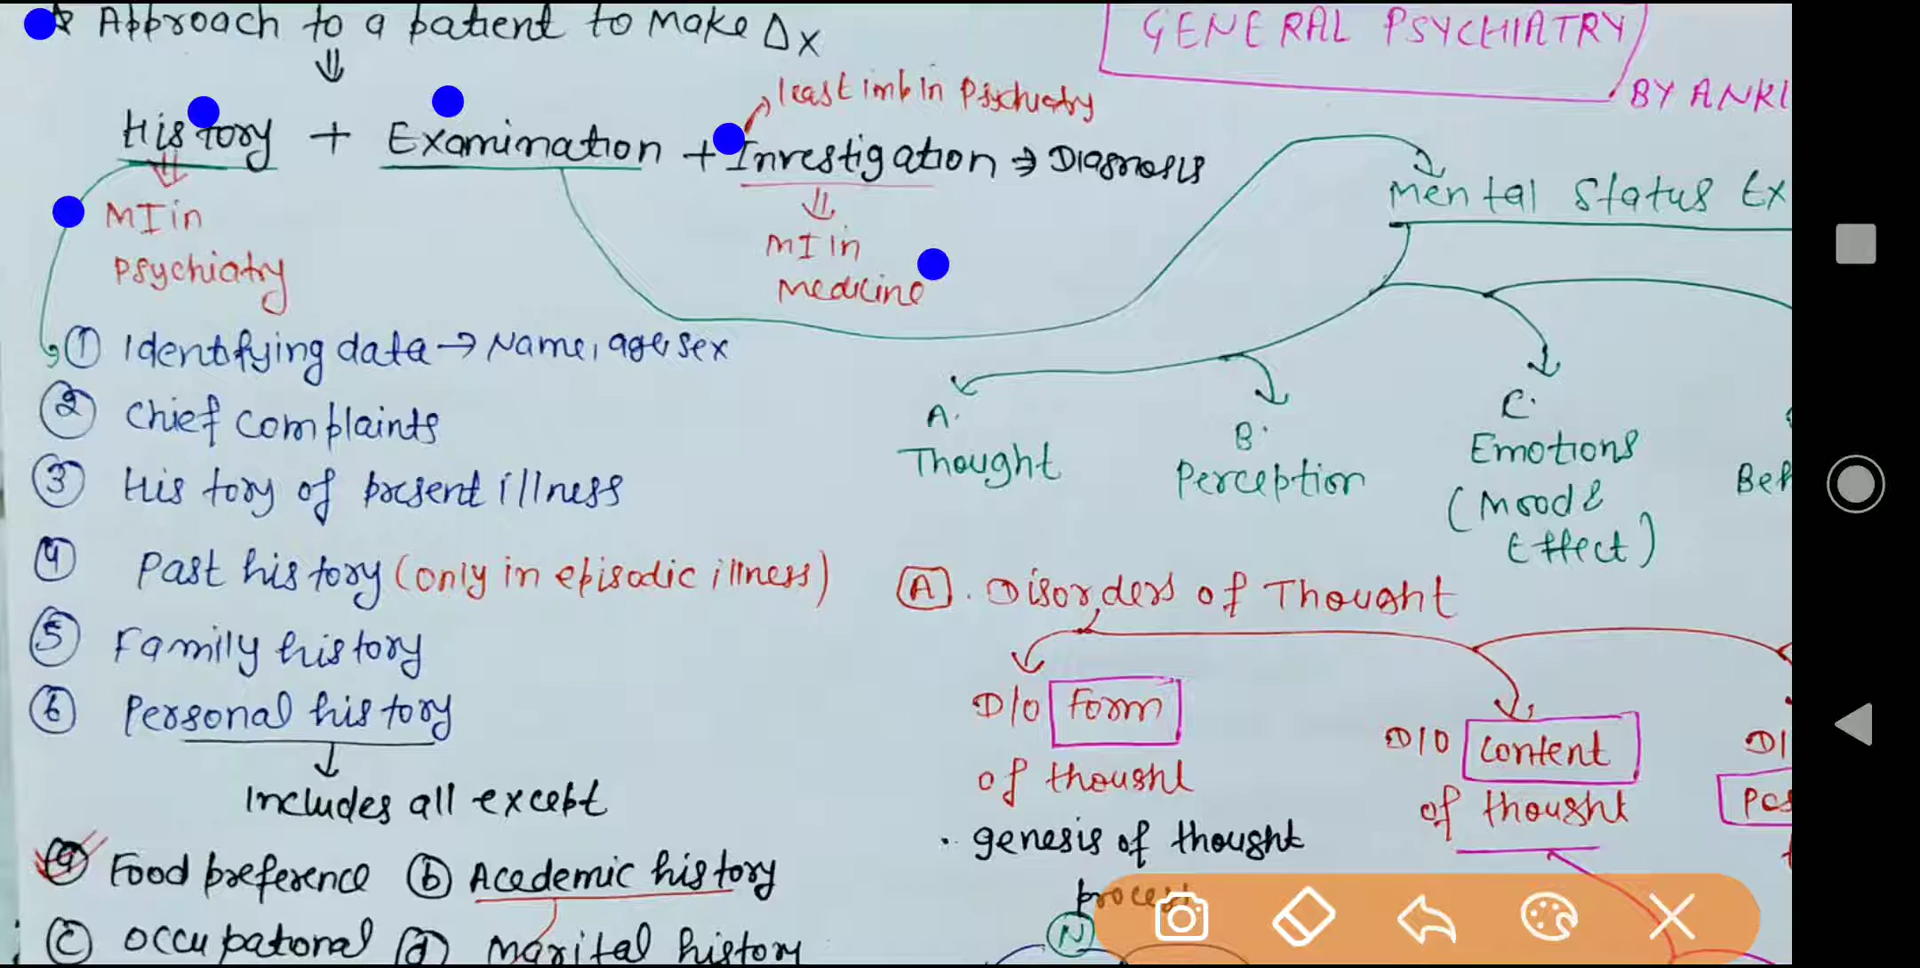 Approach to a patient to make Δx
GENERAL PSYCHIATRY
BY ANKI
least imp in Psychiatry
History + Examination + Investigation → Diagnosis
Mental Status Ex
MI in
psychiatry
MI in
medicine
① Identifying data → Name, age, sex
② Chief complaints
③ History of present illness
④ Past history (only in episodic illness)
⑤ Family history
⑥ Personal history
Includes all except
ⓐ Food preference ⓑ Acedemic history
ⓒ occupational ⓓ marital history
A.
Thought
B.
Perception
C.
Emotions
(Mood &
Effect)
Beh
A. Disorders of Thought
D/O Form
of thought
• genesis of thought
process
N
D/O Content
of thought
D/